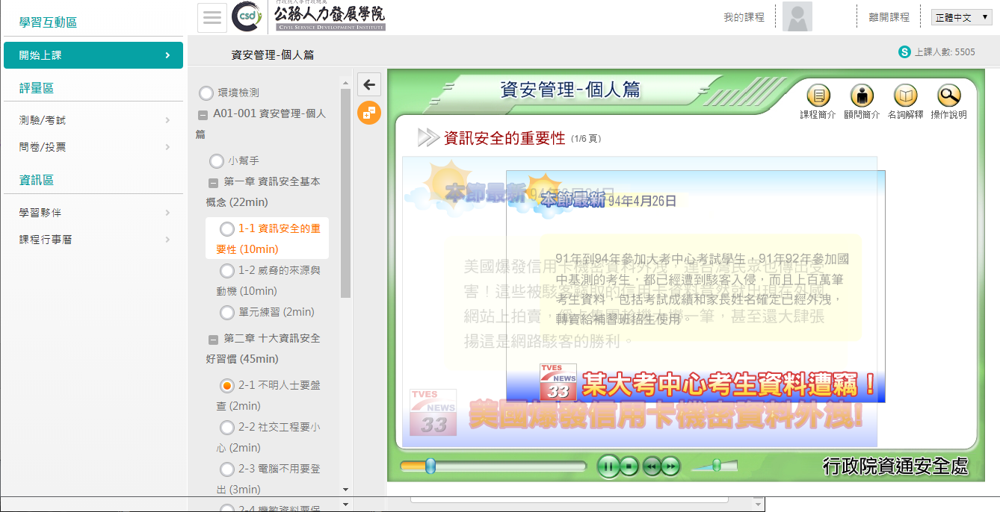 學習互動區
開始上課
評量區
測驗/考試
問卷/投票
資訊區
學習夥伴
課程行事曆
csd
公務人力發展學院
CIVIL SERVICE DEVELOPMENT INSTITUTE
我的課程
離開課程
正體中文
資安管理-個人篇
S 上課人數: 5505
環境檢測
A01-001 資安管理-個人
篇
小幫手
第一章 資訊安全基本
概念 (22min)
1-1 資訊安全的重
要性 (10min)
1-2 威脅的來源與
動機 (10min)
單元練習 (2min)
第二章 十大資訊安全
好習慣 (45min)
2-1 不明人士要盤
查 (2min)
2-2 社交工程要小
心 (2min)
2-3 電腦不用要登
出 (3min)
2-4 機敏資料要保
資安管理-個人篇
課程簡介
顧問簡介
名詞解釋
操作說明
資訊安全的重要性 (1/6 頁)
本節最新
本節最新 94年4月26日
91年到94年參加大考中心考試學生，91年92年參加國
中基測的考生，都已經遭到駭客入侵，而且上百萬筆
考生資料，包括考試成績和家長姓名確定已經外洩，
轉賣給補習班招生使用。
美國爆發信用卡機密資料外洩，連台灣民眾也傳出受
害！這些被駭客竊取的信用卡資料竟然就出現在外國
網站上拍賣，
一筆，甚至還大肆張
揚這是網路駭客的勝利。
TVES
NEWS
33
某大考中心考生資料遭竊！
TVES
NEWS
33
美國爆發信用卡機密資料外洩!
行政院資通安全處